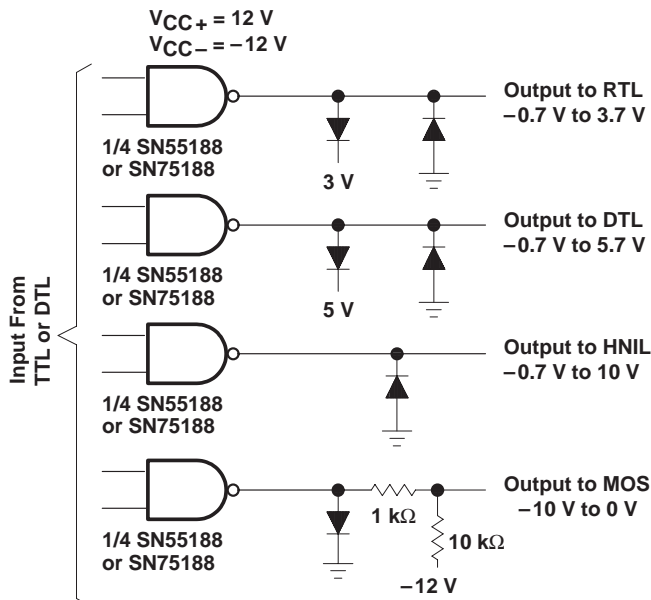 VCC+ = 12 V
VCC− = −12 V
Output to RTL
−0.7 V to 3.7 V
1/4 SN55188
or SN75188
3 V
Output to DTL
−0.7 V to 5.7 V
1/4 SN55188
or SN75188
5 V
Input From
TTL or DTL
Output to HNIL
−0.7 V to 10 V
1/4 SN55188
or SN75188
Output to MOS
−10 V to 0 V
1 kΩ
1/4 SN55188
or SN75188
10 kΩ
−12 V